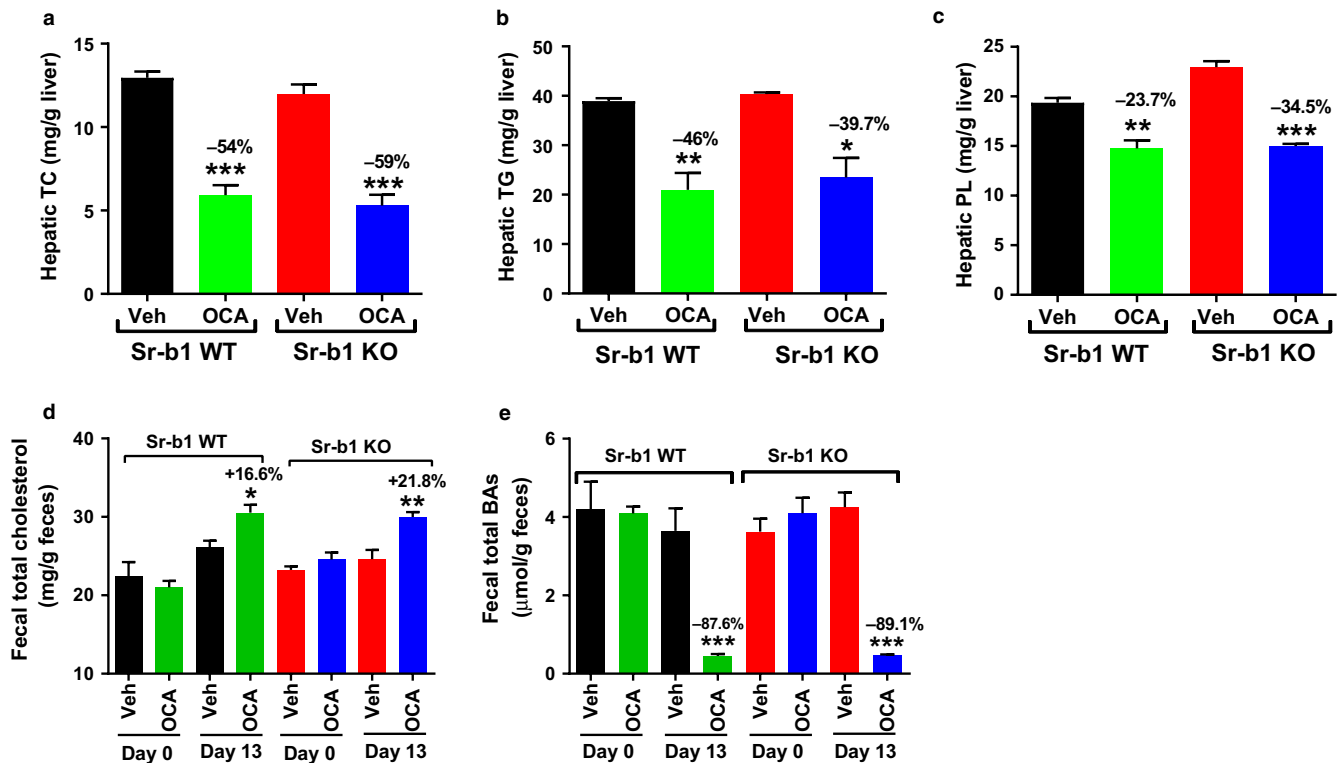 a
Hepatic TC (mg/g liver)
15
10
5
0
–54%
***
–59%
***
Veh OCA Veh OCA
Sr-b1 WT Sr-b1 KO
b
Hepatic TG (mg/g liver)
50
40
30
20
10
0
–46%
**
–39.7%
*
Veh OCA Veh OCA
Sr-b1 WT Sr-b1 KO
c
Hepatic PL (mg/g liver)
25
20
15
10
5
0
–23.7%
**
–34.5%
***
Veh OCA Veh OCA
Sr-b1 WT Sr-b1 KO
d
Fecal total cholesterol
(mg/g feces)
40
30
20
10
Sr-b1 WT Sr-b1 KO
+16.6%
*
+21.8%
**
Veh OCA Veh OCA Veh OCA Veh OCA
Day 0 Day 13 Day 0 Day 13
e
Fecal total BAs
(μmol/g feces)
6
4
2
0
Sr-b1 WT Sr-b1 KO
–87.6%
***
–89.1%
***
Veh OCA Veh OCA Veh OCA Veh OCA
Day 0 Day 13 Day 0 Day 13